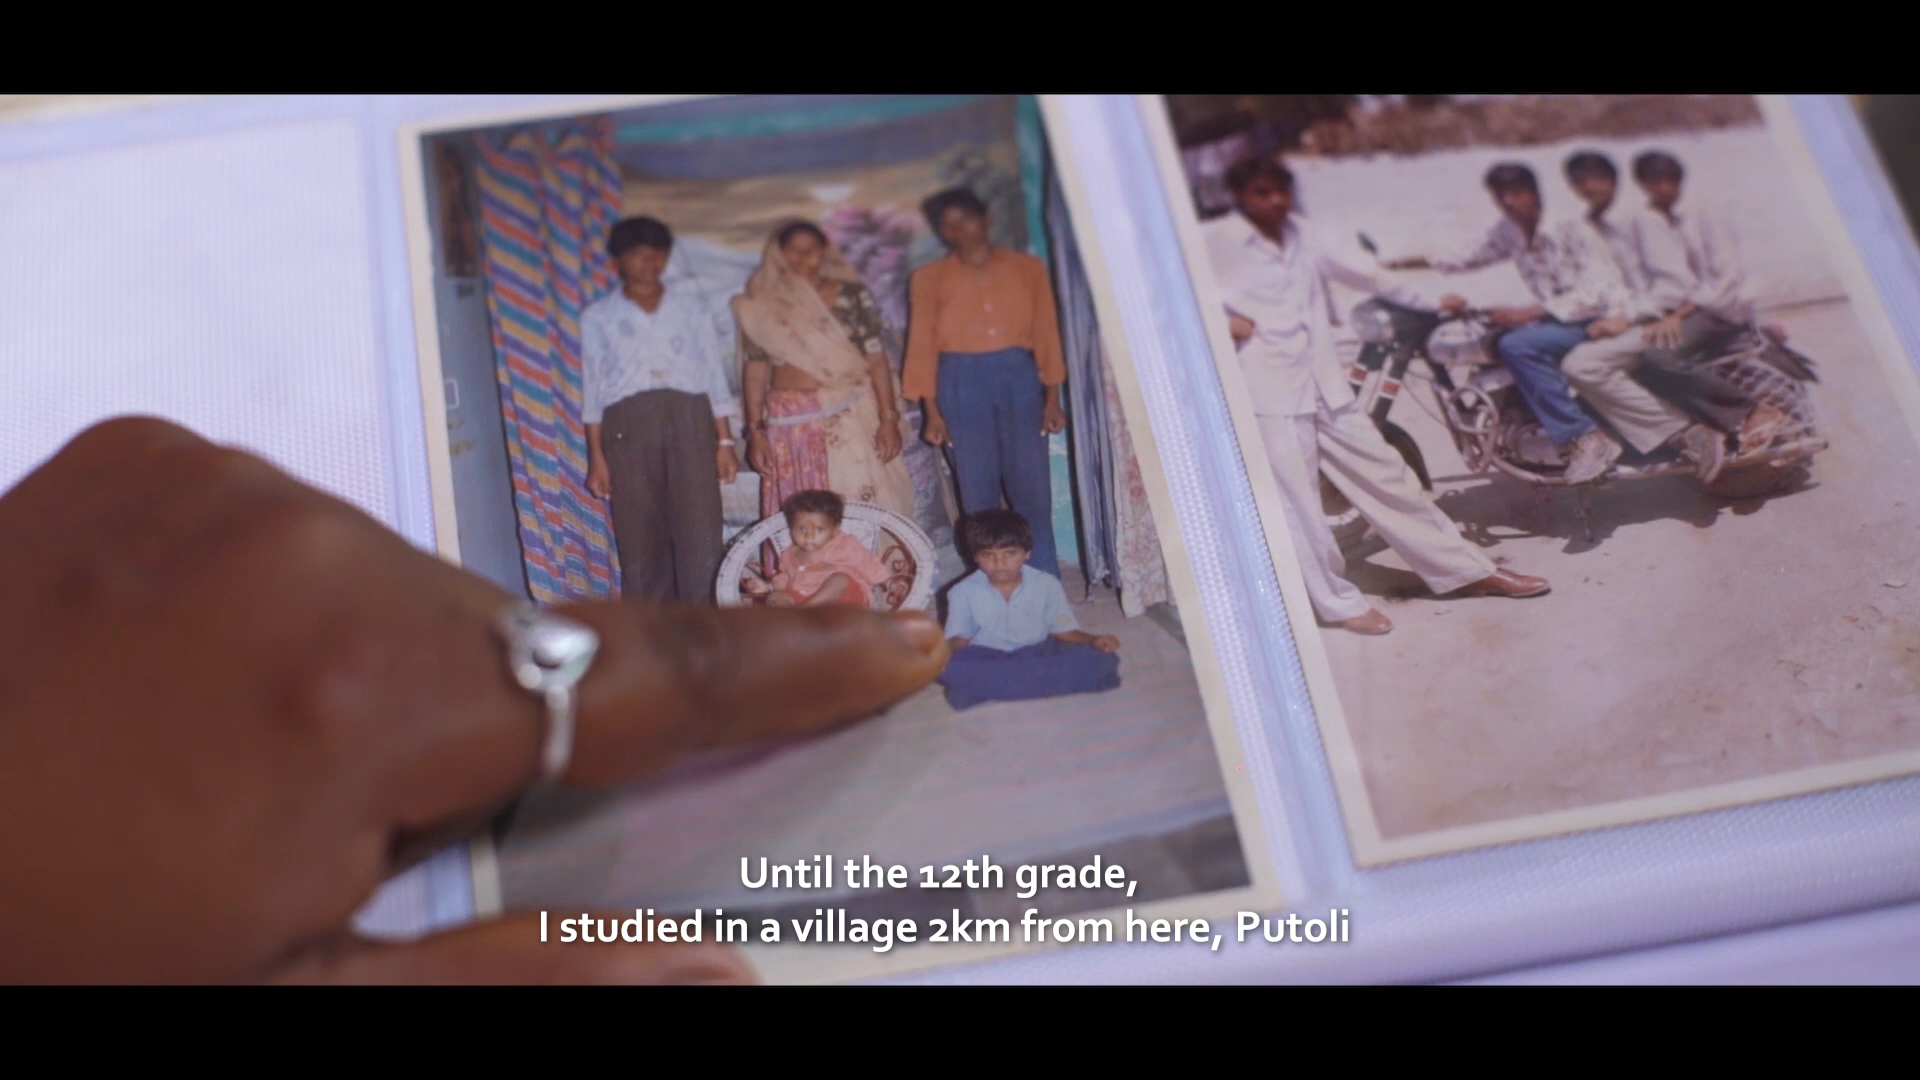 Until the 12th grade,
I studied in a village 2km from here, Putoli